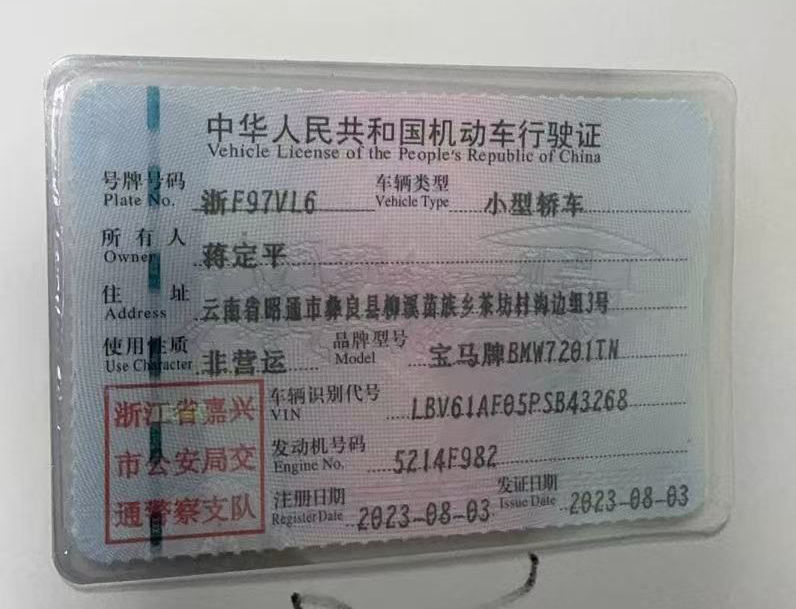 中华人民共和国机动车行驶证
Vehicle License of the People's Republic of China
号牌号码 浙F97VL6 车辆类型 小型轿车
Plate No. Vehicle Type
所有人 蒋定平
Owner
住址 云南省昭通市彝良县柳溪苗族乡茶坊村沟边组3号
Address
使用性质 非营运 品牌型号 宝马牌BMW7201TN
Use Character Model
浙江省嘉兴
市公安局交
通警察支队
车辆识别代号 LBV61AF05PSB43268
VIN
发动机号码 5214F982
Engine No.
注册日期 2023-08-03 发证日期 2023-08-03
Register Date Issue Date